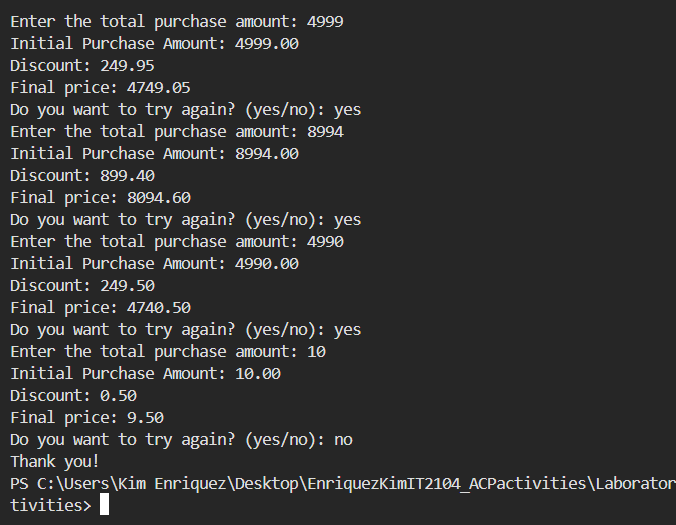 Enter the total purchase amount: 4999
Initial Purchase Amount: 4999.00
Discount: 249.95
Final price: 4749.05
Do you want to try again? (yes/no): yes
Enter the total purchase amount: 8994
Initial Purchase Amount: 8994.00
Discount: 899.40
Final price: 8094.60
Do you want to try again? (yes/no): yes
Enter the total purchase amount: 4990
Initial Purchase Amount: 4990.00
Discount: 249.50
Final price: 4740.50
Do you want to try again? (yes/no): yes
Enter the total purchase amount: 10
Initial Purchase Amount: 10.00
Discount: 0.50
Final price: 9.50
Do you want to try again? (yes/no): no
Thank you!
PS C:\Users\Kim Enriquez\Desktop\EnriquezKimIT2104_ACPactivities\Laborator
tivities>